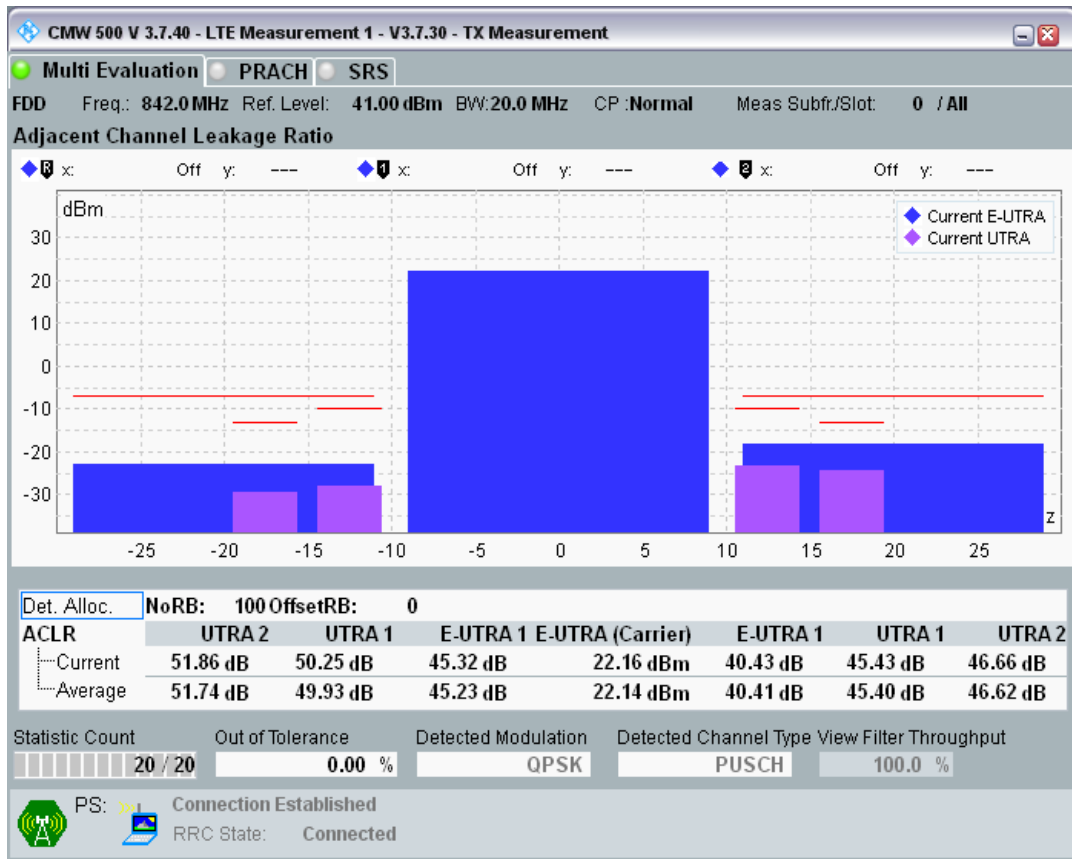 CMW 500 V 3.7.40 - LTE Measurement 1 - V3.7.30 - TX Measurement
Multi Evaluation PRACH SRS
FDD Freq.: 842.0 MHz Ref. Level: 41.00 dBm BW: 20.0 MHz CP :Normal Meas Subfr./Slot: 0 / All
Adjacent Channel Leakage Ratio
R x: Off y: --- 1 x: Off y: --- 2 x: Off y: ---
dBm
Current E-UTRA
Current UTRA
30
20
10
0
-10
-20
-30
z
-25 -20 -15 -10 -5 0 5 10 15 20 25
Det. Alloc. NoRB: 100 OffsetRB: 0
ACLR UTRA 2 UTRA 1 E-UTRA 1 E-UTRA (Carrier) E-UTRA 1 UTRA 1 UTRA 2
Current 51.86 dB 50.25 dB 45.32 dB 22.16 dBm 40.43 dB 45.43 dB 46.66 dB
Average 51.74 dB 49.93 dB 45.23 dB 22.14 dBm 40.41 dB 45.40 dB 46.62 dB
Statistic Count Out of Tolerance Detected Modulation Detected Channel Type View Filter Throughput
20 / 20 0.00 % QPSK PUSCH 100.0 %
PS: Connection Established
RRC State: Connected